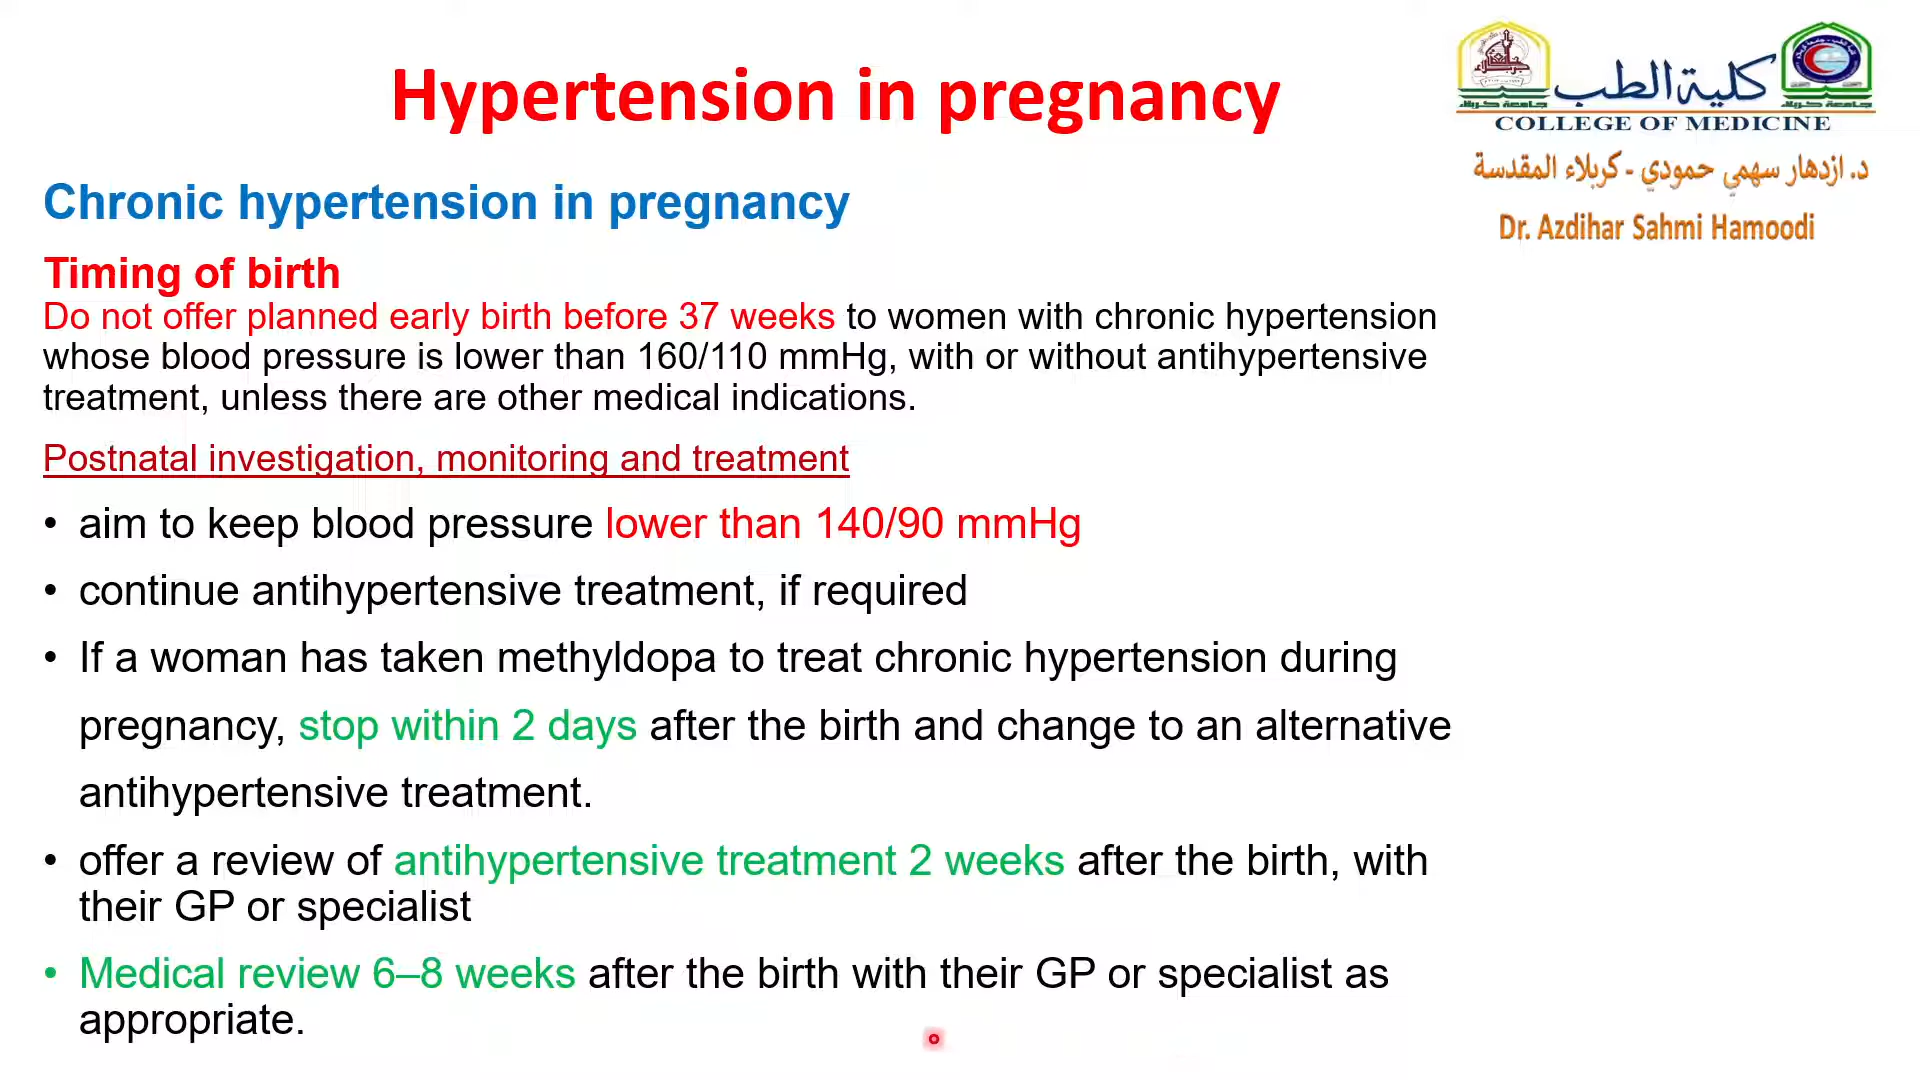 Hypertension in pregnancy
كلية الطب
COLLEGE OF MEDICINE
د. ازدهار سهمي حمودي - كربلاء المقدسة
Dr. Azdihar Sahmi Hamoodi
Chronic hypertension in pregnancy
Timing of birth
Do not offer planned early birth before 37 weeks to women with chronic hypertension
whose blood pressure is lower than 160/110 mmHg, with or without antihypertensive
treatment, unless there are other medical indications.
Postnatal investigation, monitoring and treatment
• aim to keep blood pressure lower than 140/90 mmHg
• continue antihypertensive treatment, if required
• If a woman has taken methyldopa to treat chronic hypertension during
pregnancy, stop within 2 days after the birth and change to an alternative
antihypertensive treatment.
• offer a review of antihypertensive treatment 2 weeks after the birth, with
their GP or specialist
• Medical review 6–8 weeks after the birth with their GP or specialist as
appropriate.